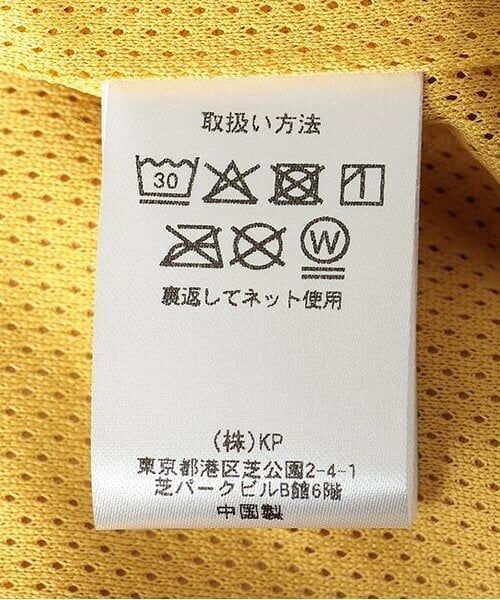 取扱い方法
30
W
裏返してネット使用
(株)KP
東京都港区芝公園2-4-1
芝パークビルB館6階
中國製